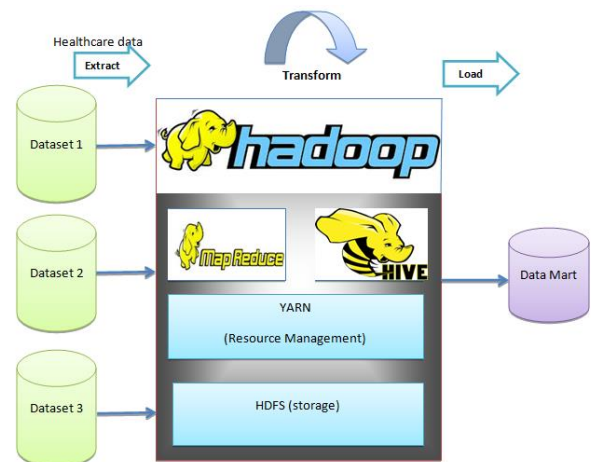 Healthcare data
Extract
Transform
Load
Dataset 1
hadoop
Dataset 2
Map Reduce
HIVE
Data Mart
YARN
(Resource Management)
Dataset 3
HDFS (storage)